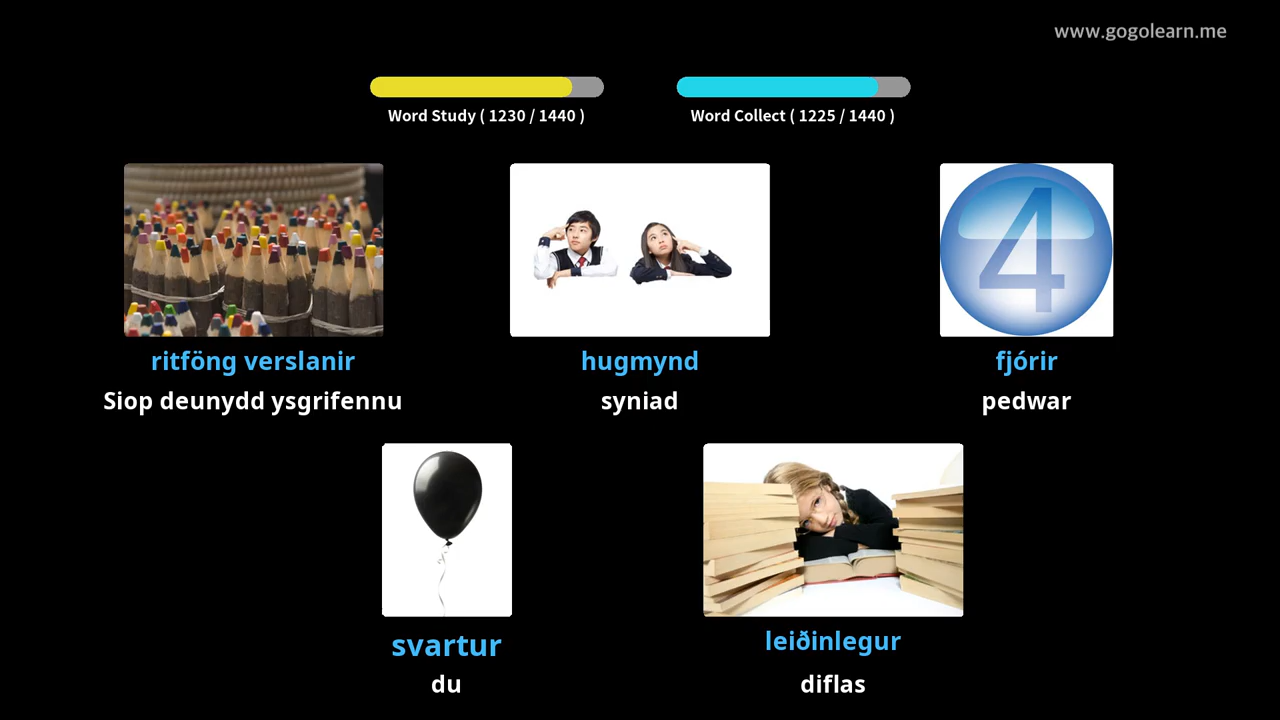 www.gogolearn.me
Word Study ( 1230 / 1440 )
Word Collect ( 1225 / 1440 )
4
ritföng verslanir
Siop deunydd ysgrifennu
hugmynd
syniad
fjórir
pedwar
svartur
du
leiðinlegur
diflas